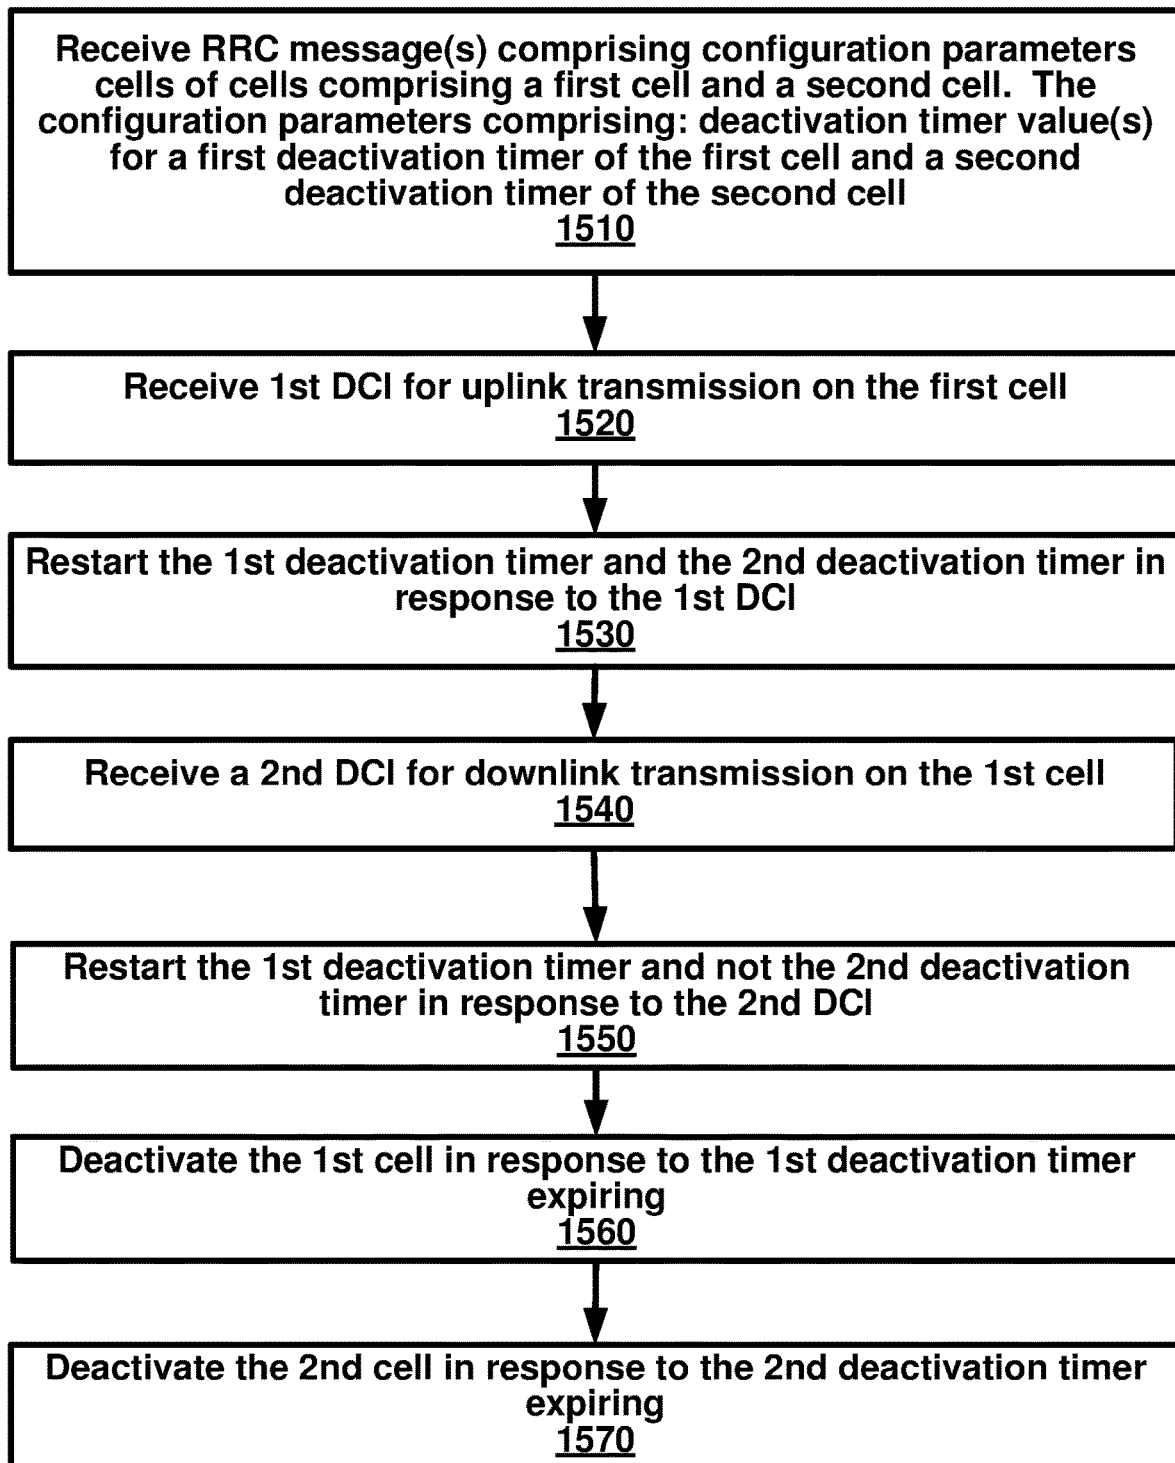 Receive RRC message(s) comprising configuration parameters
cells of cells comprising a first cell and a second cell.  The
configuration parameters comprising: deactivation timer value(s)
for a first deactivation timer of the first cell and a second
deactivation timer of the second cell
1510
Receive 1st DCI for uplink transmission on the first cell
1520
Restart the 1st deactivation timer and the 2nd deactivation timer in
response to the 1st DCI
1530
Receive a 2nd DCI for downlink transmission on the 1st cell
1540
Restart the 1st deactivation timer and not the 2nd deactivation
timer in response to the 2nd DCI
1550
Deactivate the 1st cell in response to the 1st deactivation timer
expiring
1560
Deactivate the 2nd cell in response to the 2nd deactivation timer
expiring
1570